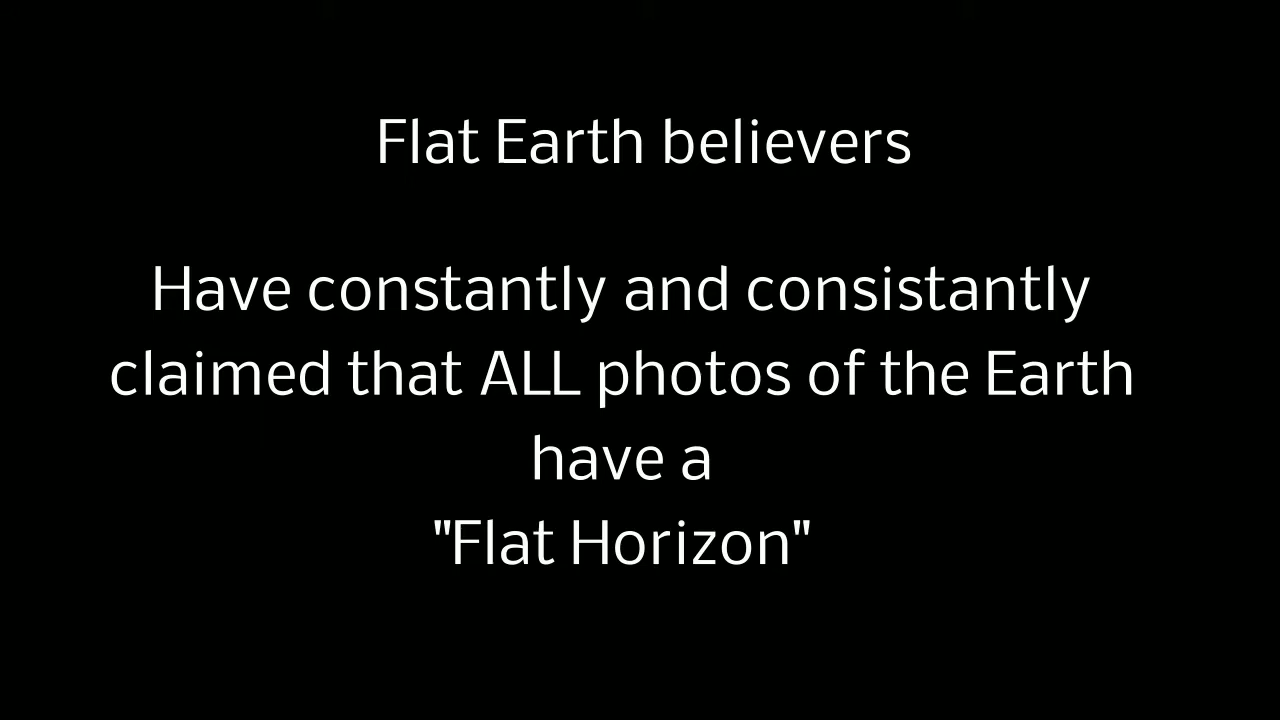 Flat Earth believers
Have constantly and consistantly
claimed that ALL photos of the Earth
have a
"Flat Horizon"